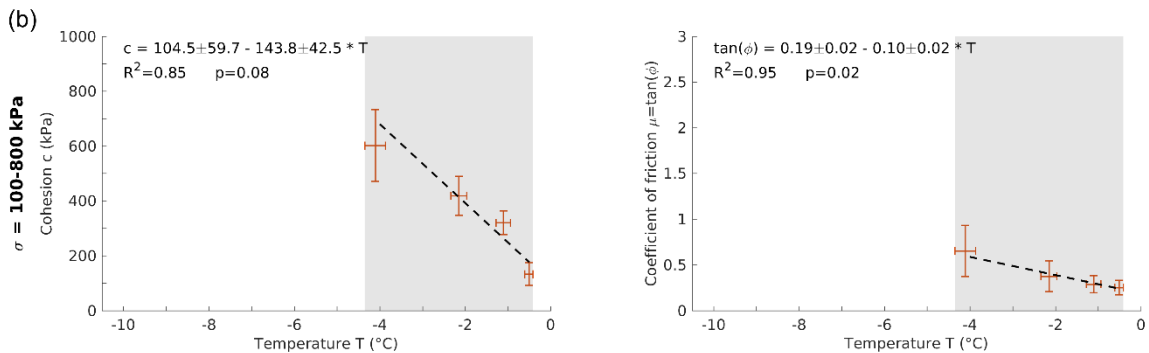 (b)
σ = 100-800 kPa
Cohesion c (kPa)
1000
800
600
400
200
0
c = 104.5±59.7 - 143.8±42.5 * T
R²=0.85 p=0.08
-10
-8
-6
-4
-2
0
Temperature T (°C)
Coefficient of friction μ=tan(ϕ)
3
2.5
2
1.5
1
0.5
0
tan(ϕ) = 0.19±0.02 - 0.10±0.02 * T
R²=0.95 p=0.02
-10
-8
-6
-4
-2
0
Temperature T (°C)